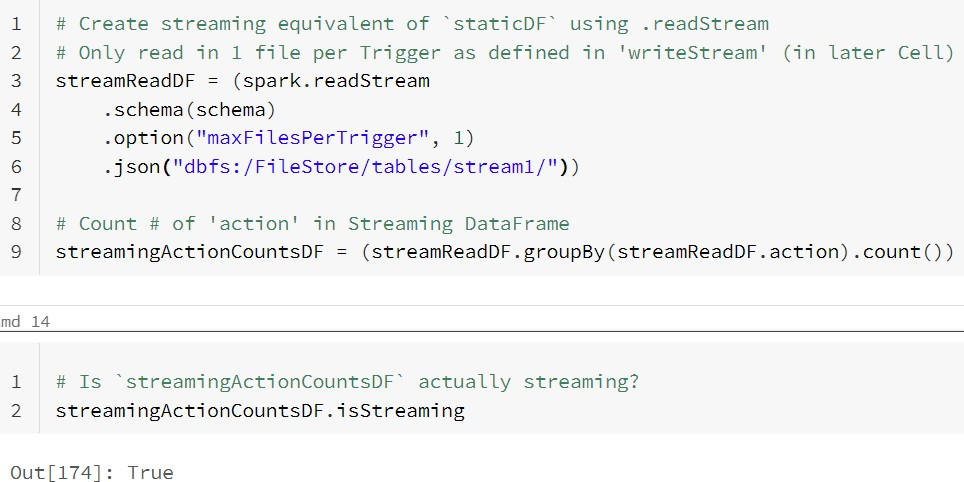 1 # Create streaming equivalent of `staticDF` using .readStream
2 # Only read in 1 file per Trigger as defined in 'writeStream' (in later Cell)
3 streamReadDF = (spark.readStream
4     .schema(schema)
5     .option("maxFilesPerTrigger", 1)
6     .json("dbfs:/FileStore/tables/stream1/"))
7
8 # Count # of 'action' in Streaming DataFrame
9 streamingActionCountsDF = (streamReadDF.groupBy(streamReadDF.action).count())
md 14
1 # Is `streamingActionCountsDF` actually streaming?
2 streamingActionCountsDF.isStreaming
Out[174]: True